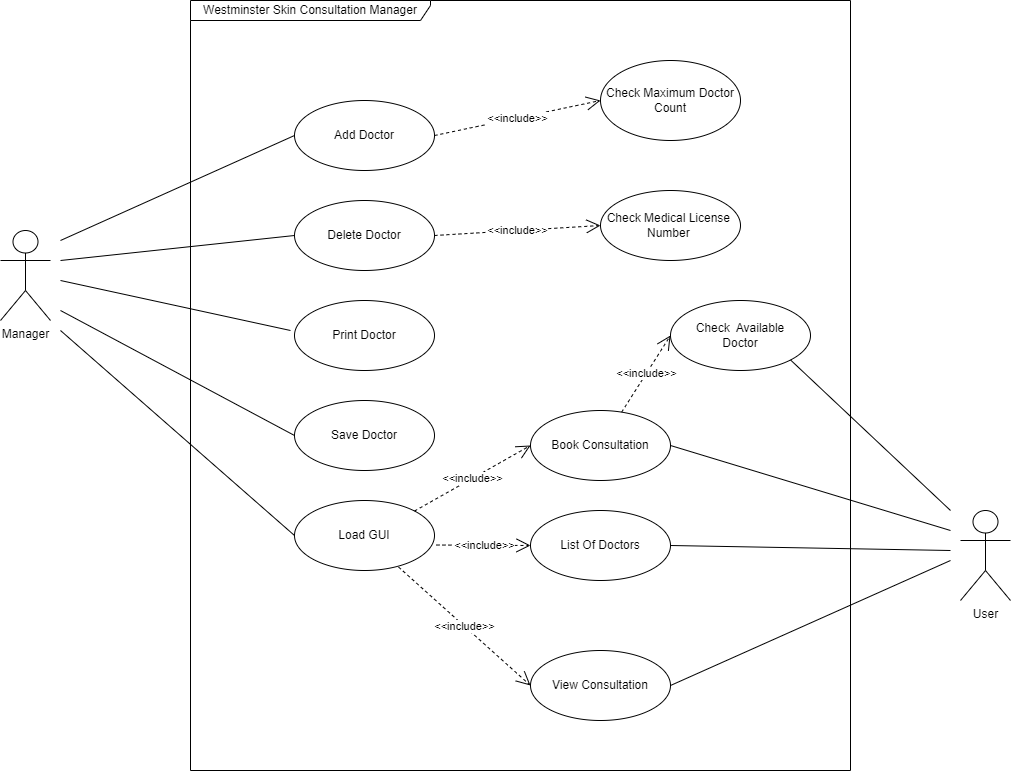 Westminster Skin Consultation Manager
Check Maximum Doctor
Count
<<include>>
Add Doctor
Check Medical License
Number
<<include>>
Delete Doctor
Manager
Print Doctor
Check  Available
Doctor
<<include>>
Save Doctor
Book Consultation
<<include>>
Load GUI
<<include>>
List Of Doctors
User
<<include>>
View Consultation